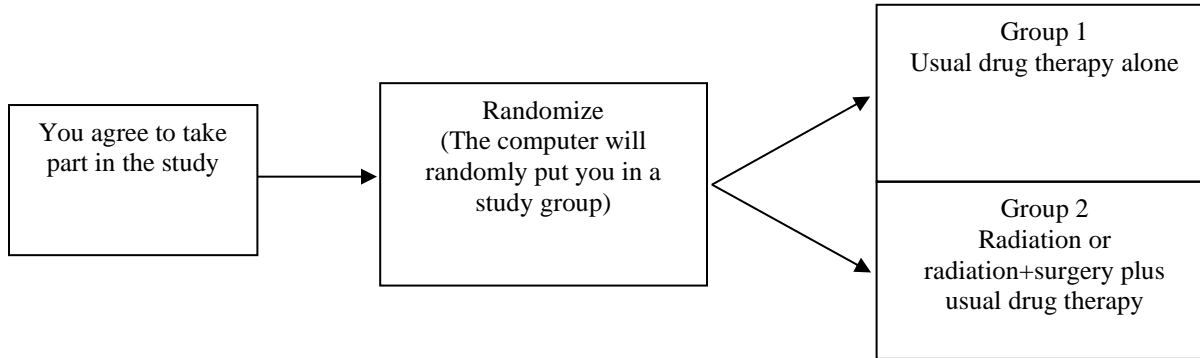 You agree to take
part in the study
Randomize
(The computer will
randomly put you in a
study group)
Group 1
Usual drug therapy alone
Group 2
Radiation or
radiation+surgery plus
usual drug therapy